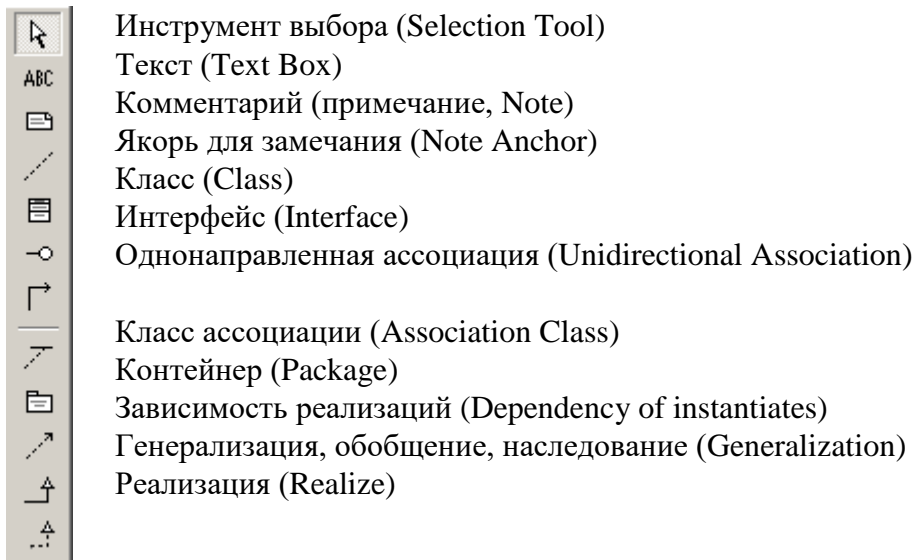 Инструмент выбора (Selection Tool)
ABC
Текст (Text Box)
Комментарий (примечание, Note)
Якорь для замечания (Note Anchor)
Класс (Class)
Интерфейс (Interface)
Однонаправленная ассоциация (Unidirectional Association)
Класс ассоциации (Association Class)
Контейнер (Package)
Зависимость реализаций (Dependency of instantiates)
Генерализация, обобщение, наследование (Generalization)
Реализация (Realize)